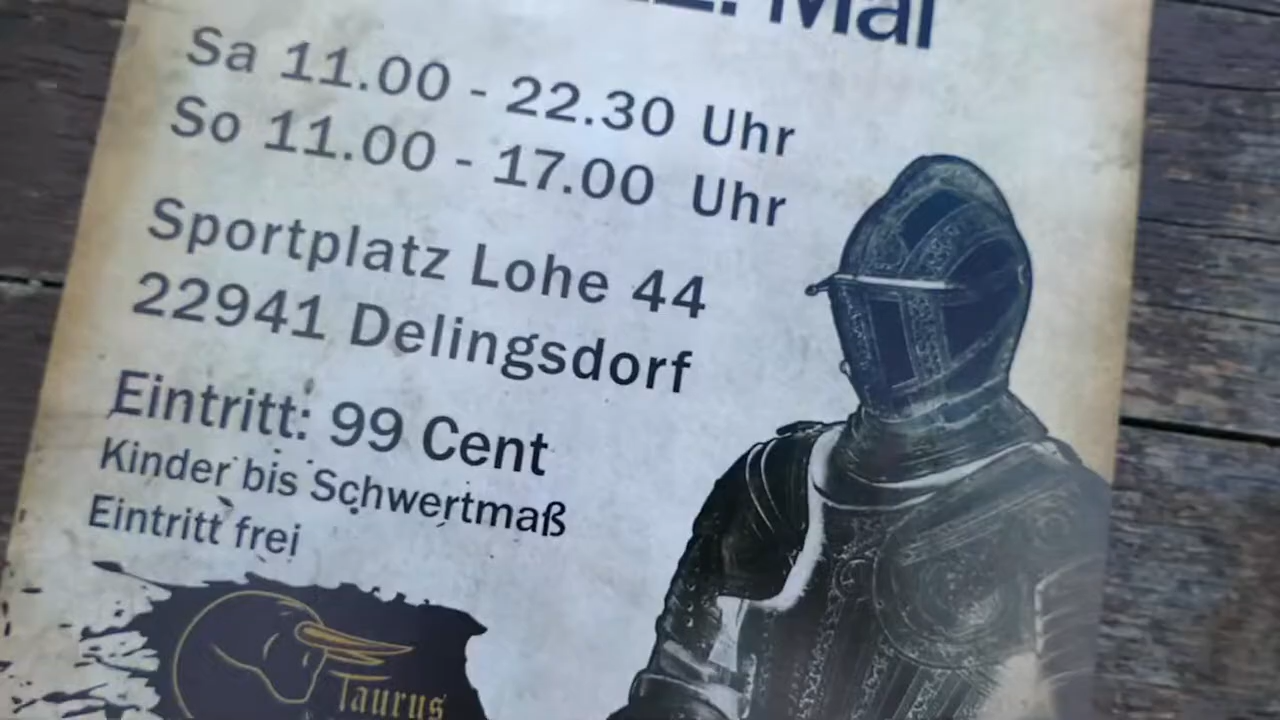 Mai
Sa 11.00 - 22.30 Uhr
So 11.00 - 17.00 Uhr
Sportplatz Lohe 44
22941 Delingsdorf
Eintritt: 99 Cent
Kinder bis Schwertmaß
Eintritt frei
Taurus